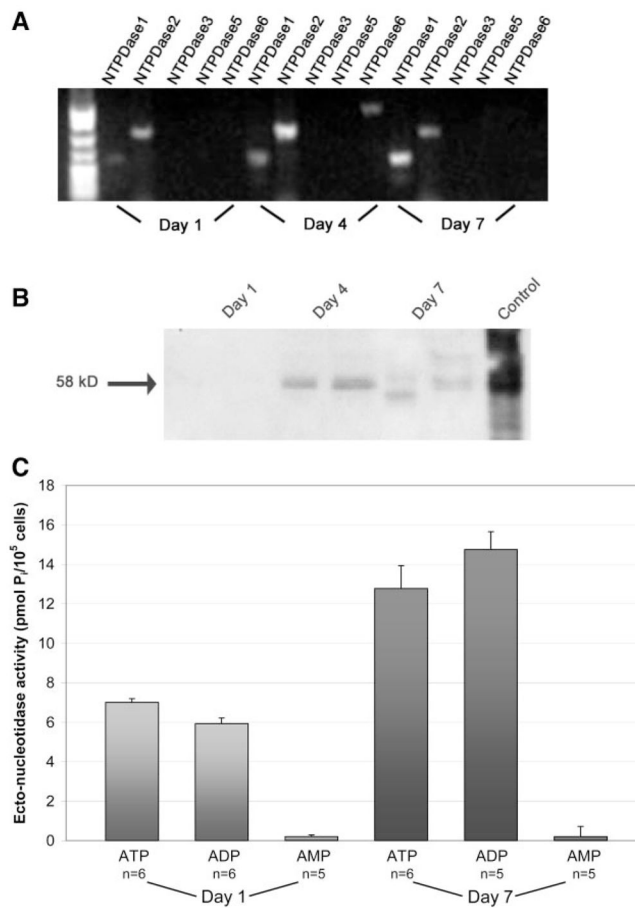 A
NTPDase1 NTPDase2 NTPDase3 NTPDase5 NTPDase6 NTPDase1 NTPDase2 NTPDase3 NTPDase5 NTPDase6 NTPDase1 NTPDase2 NTPDase3 NTPDase5 NTPDase6
Day 1 Day 4 Day 7
B
Day 1 Day 4 Day 7 Control
58 kD
C
Ecto-nucleotidase activity (pmol Pi/10⁵ cells)
18
16
14
12
10
8
6
4
2
0
ATP ADP AMP ATP ADP AMP
n=6 n=6 n=5 n=6 n=5 n=5
Day 1 Day 7